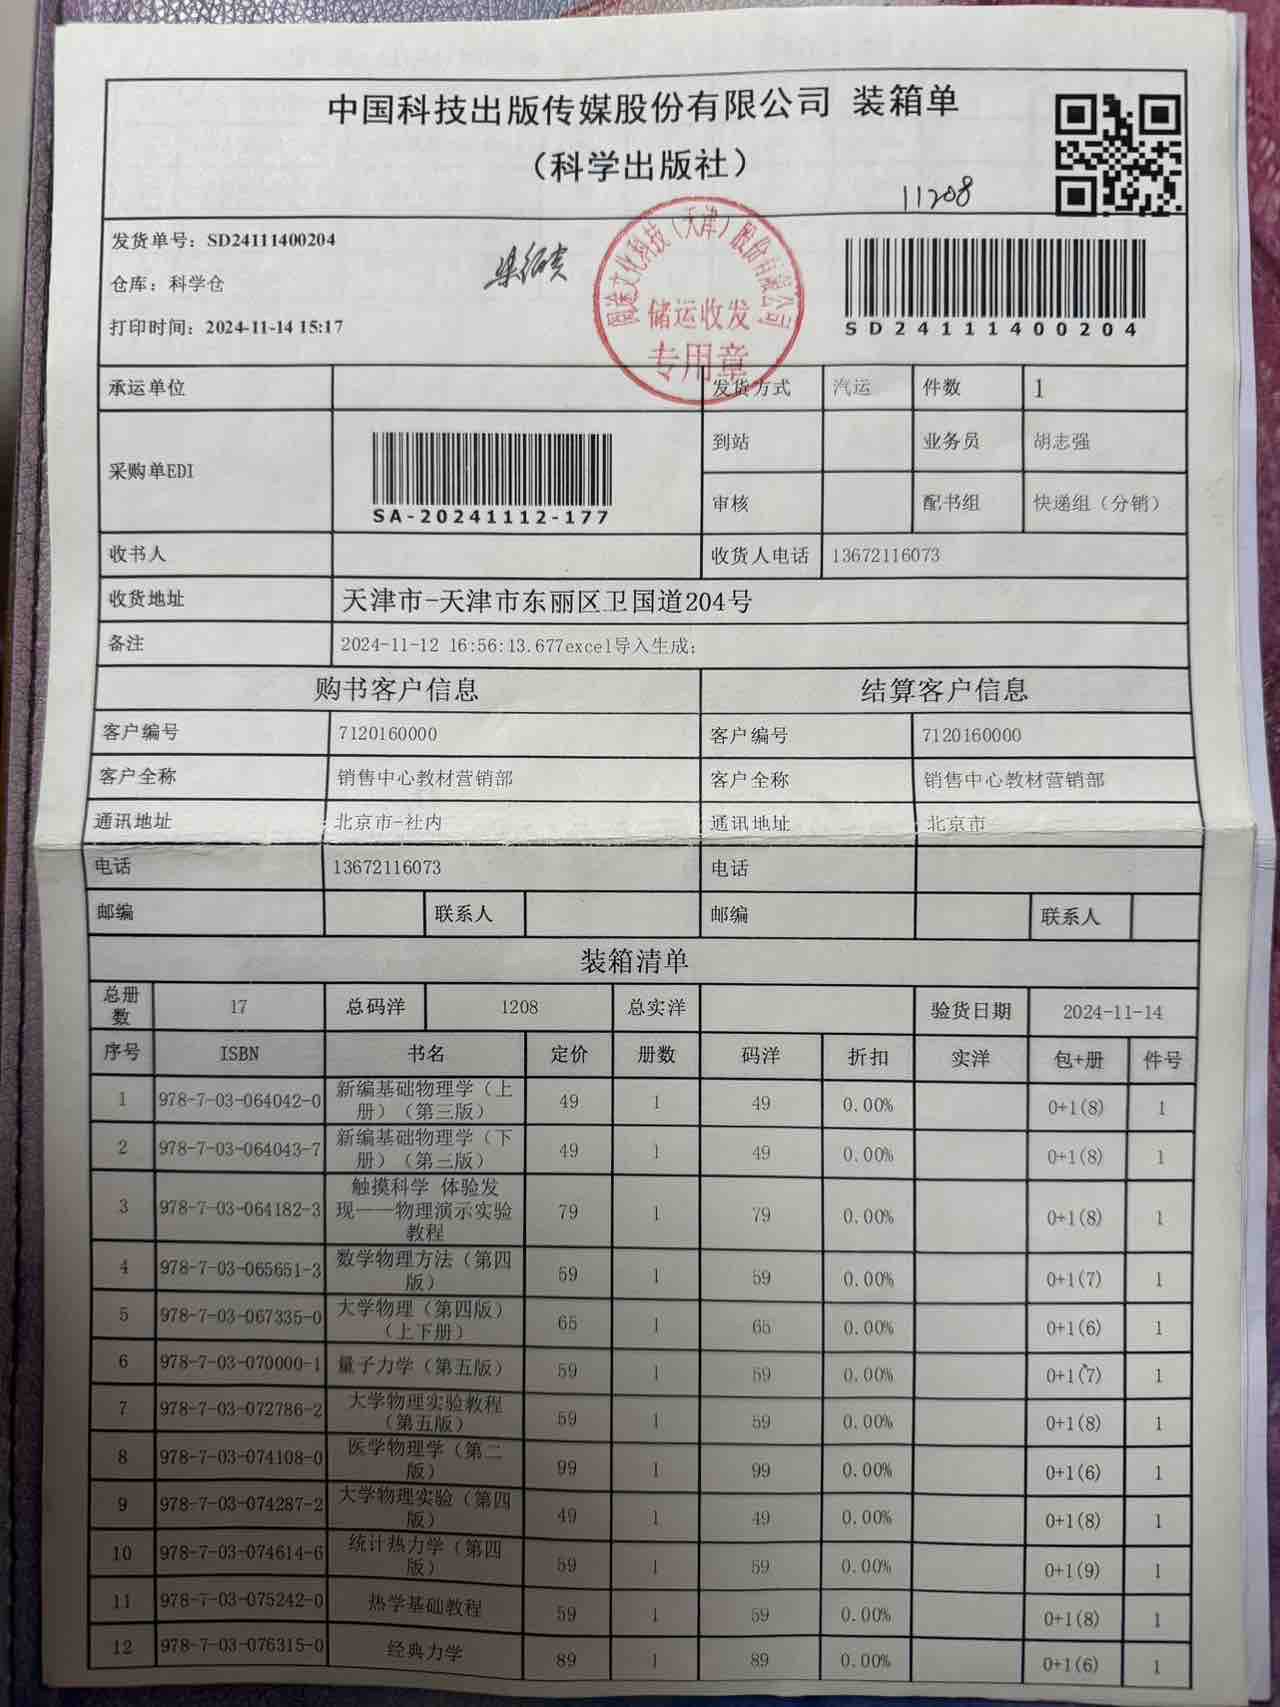 中国科技出版传媒股份有限公司 装箱单
（科学出版社）
11208
发货单号：SD24111400204
仓库：科学仓
打印时间：2024-11-14 15:17
（天津）股份有限公司
储运收发
专用章
SD24111400204
承运单位 发货方式 汽运 件数 1
采购单EDI SA-20241112-177
到站 业务员 胡志强
审核 配书组 快递组（分销）
收书人 收货人电话 13672116073
收货地址 天津市-天津市东丽区卫国道204号
备注 2024-11-12 16:56:13.677excel导入生成;
购书客户信息 结算客户信息
客户编号 7120160000 客户编号 7120160000
客户全称 销售中心教材营销部 客户全称 销售中心教材营销部
通讯地址 北京市-社内 通讯地址 北京市
电话 13672116073 电话
邮编 联系人 邮编 联系人
装箱清单
总册数 17 总码洋 1208 总实洋 验货日期 2024-11-14
序号 ISBN 书名 定价 册数 码洋 折扣 实洋 包+册 件号
1 978-7-03-064042-0 新编基础物理学（上册）（第三版） 49 1 49 0.00% 0+1(8) 1
2 978-7-03-064043-7 新编基础物理学（下册）（第三版） 49 1 49 0.00% 0+1(8) 1
3 978-7-03-064182-3 触摸科学 体验发现——物理演示实验教程 79 1 79 0.00% 0+1(8) 1
4 978-7-03-065651-3 数学物理方法（第四版） 59 1 59 0.00% 0+1(7) 1
5 978-7-03-067335-0 大学物理（第四版）（上下册） 65 1 65 0.00% 0+1(6) 1
6 978-7-03-070000-1 量子力学（第五版） 59 1 59 0.00% 0+1(7) 1
7 978-7-03-072786-2 大学物理实验教程（第五版） 59 1 59 0.00% 0+1(8) 1
8 978-7-03-074108-0 医学物理学（第二版） 99 1 99 0.00% 0+1(6) 1
9 978-7-03-074287-2 大学物理实验（第四版） 49 1 49 0.00% 0+1(8) 1
10 978-7-03-074614-6 统计热力学（第四版） 59 1 59 0.00% 0+1(9) 1
11 978-7-03-075242-0 热学基础教程 59 1 59 0.00% 0+1(8) 1
12 978-7-03-076315-0 经典力学 89 1 89 0.00% 0+1(6) 1